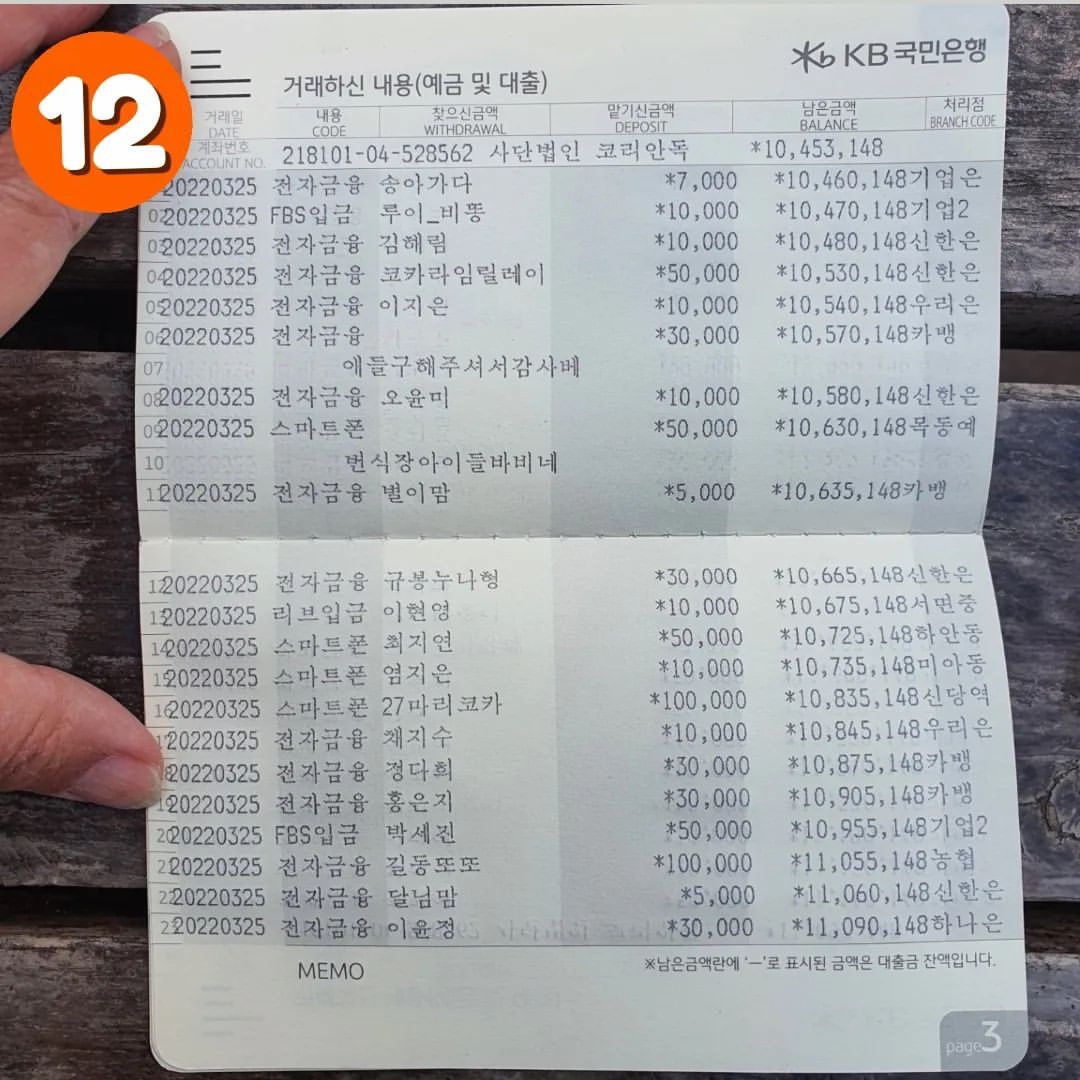 12
KB국민은행
거래하신 내용(예금 및 대출)
거래일 내용 찾으신금액 맡기신금액 남은금액 처리점
DATE CODE WITHDRAWAL DEPOSIT BALANCE BRANCH CODE
계좌번호
ACCOUNT NO. 218101-04-528562 사단법인 코리안독 *10,453,148
20220325 전자금융 송아가다 *7,000 *10,460,148기업은
02 20220325 FBS입금 루이_비똥 *10,000 *10,470,148기업2
03 20220325 전자금융 김해림 *10,000 *10,480,148신한은
04 20220325 전자금융 코카라임릴레이 *50,000 *10,530,148신한은
05 20220325 전자금융 이지은 *10,000 *10,540,148우리은
06 20220325 전자금융 *30,000 *10,570,148카뱅
07 애들구해주셔서감사베
08 20220325 전자금융 오윤미 *10,000 *10,580,148신한은
09 20220325 스마트폰 *50,000 *10,630,148목동예
10 번식장아이들바비네
11 20220325 전자금융 별이맘 *5,000 *10,635,148카뱅
12 20220325 전자금융 규봉누나형 *30,000 *10,665,148신한은
13 20220325 리브입금 이현영 *10,000 *10,675,148서면중
14 20220325 스마트폰 최지연 *50,000 *10,725,148하안동
15 20220325 스마트폰 염지은 *10,000 *10,735,148미아동
16 20220325 스마트폰 27마리코카 *100,000 *10,835,148신당역
17 20220325 전자금융 채지수 *10,000 *10,845,148우리은
18 20220325 전자금융 정다희 *30,000 *10,875,148카뱅
19 20220325 전자금융 홍은지 *30,000 *10,905,148카뱅
20 20220325 FBS입금 박세진 *50,000 *10,955,148기업2
21 20220325 전자금융 길동또또 *100,000 *11,055,148농협
22 20220325 전자금융 달님맘 *5,000 *11,060,148신한은
23 20220325 전자금융 이윤정 *30,000 *11,090,148하나은
MEMO ※남은금액란에 '—'로 표시된 금액은 대출금 잔액입니다.
page3